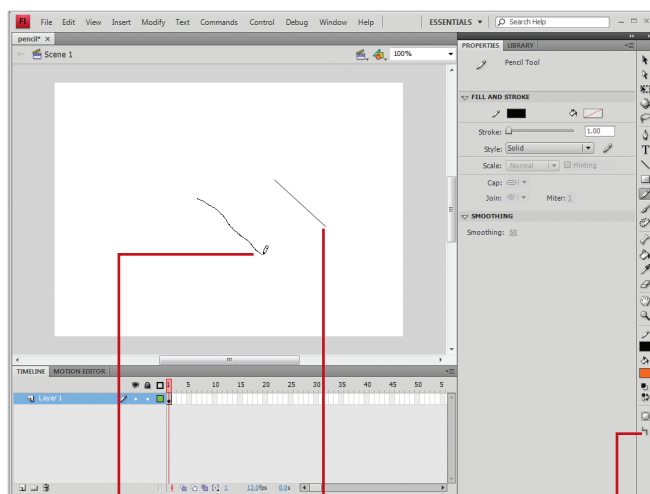 Fl File Edit View Insert Modify Text Commands Control Debug Window Help ESSENTIALS Search Help
pencil* ×
Scene 1 100%
PROPERTIES LIBRARY
Pencil Tool
FILL AND STROKE
Stroke: 1.00
Style: Solid
Scale: Normal Hinting
Cap:
Join: Miter: 3
SMOOTHING
Smoothing: 50
T
TIMELINE MOTION EDITOR
1 5 10 15 20 25 30 35 40 45 50 5
Layer 1
1 12.0fps 0.0s